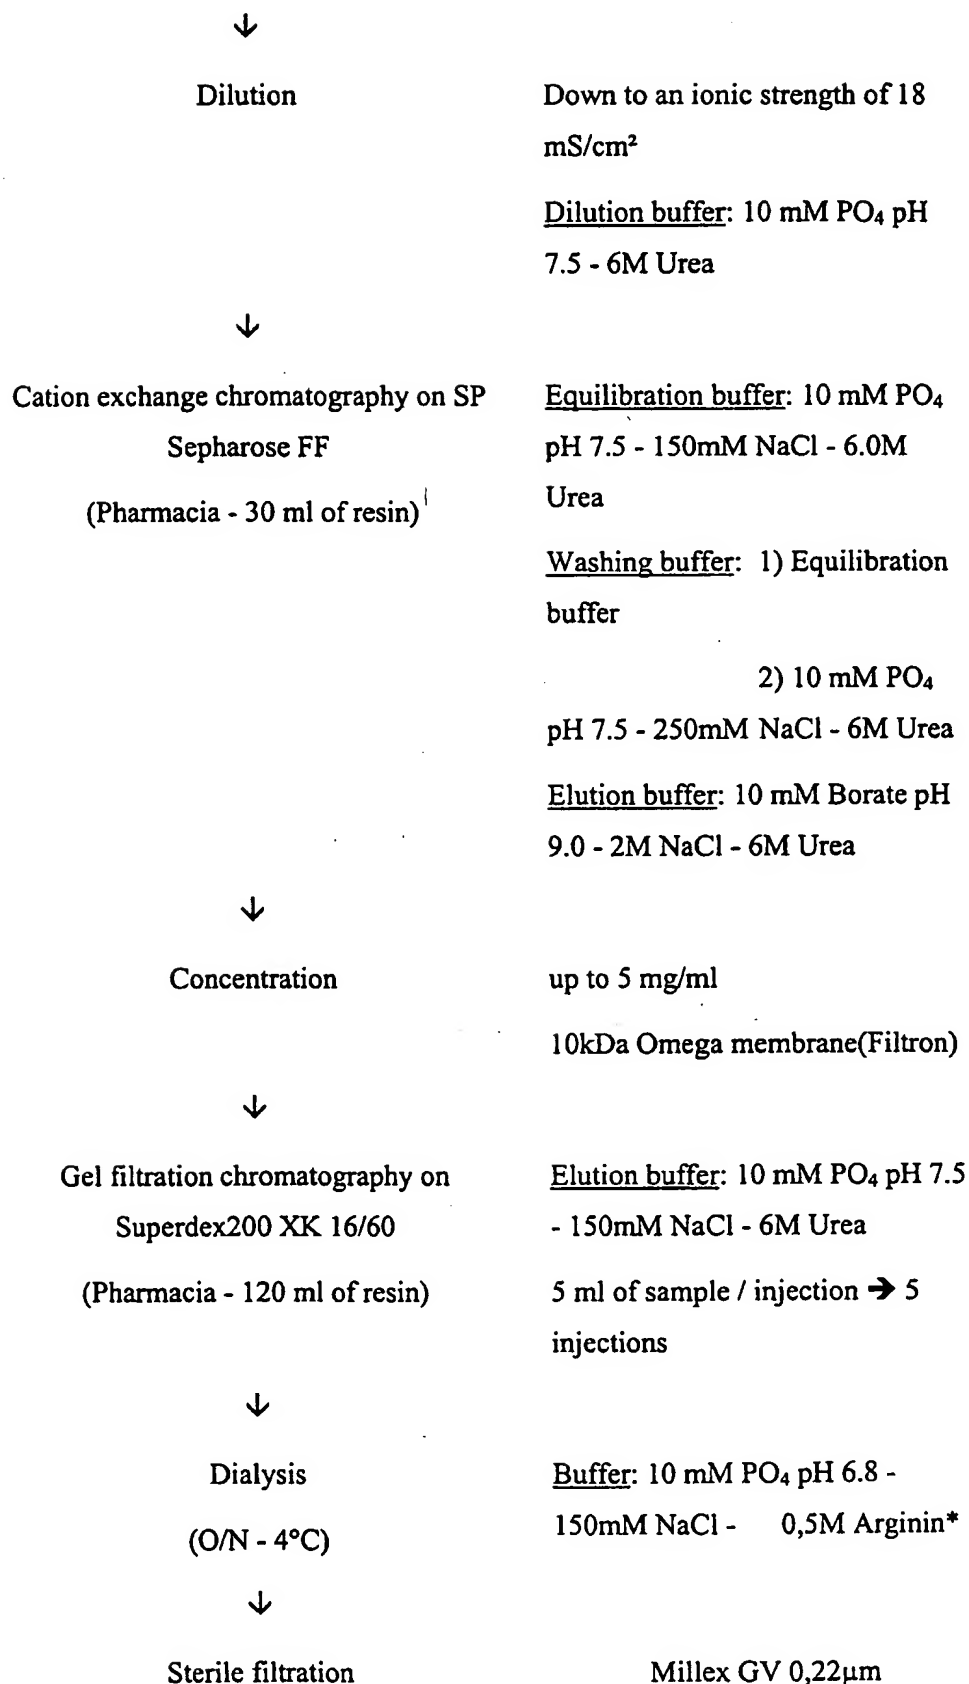 ↓
Dilution
Down to an ionic strength of 18
mS/cm²
Dilution buffer: 10 mM PO₄ pH
7.5 - 6M Urea
↓
Cation exchange chromatography on SP
Sepharose FF
(Pharmacia - 30 ml of resin)
Equilibration buffer: 10 mM PO₄
pH 7.5 - 150mM NaCl - 6.0M
Urea
Washing buffer: 1) Equilibration
buffer
2) 10 mM PO₄
pH 7.5 - 250mM NaCl - 6M Urea
Elution buffer: 10 mM Borate pH
9.0 - 2M NaCl - 6M Urea
↓
Concentration
up to 5 mg/ml
10kDa Omega membrane(Filtron)
↓
Gel filtration chromatography on
Superdex200 XK 16/60
(Pharmacia - 120 ml of resin)
Elution buffer: 10 mM PO₄ pH 7.5
- 150mM NaCl - 6M Urea
5 ml of sample / injection ➔ 5
injections
↓
Dialysis
(O/N - 4°C)
Buffer: 10 mM PO₄ pH 6.8 -
150mM NaCl - 0,5M Arginin*
↓
Sterile filtration
Millex GV 0,22µm